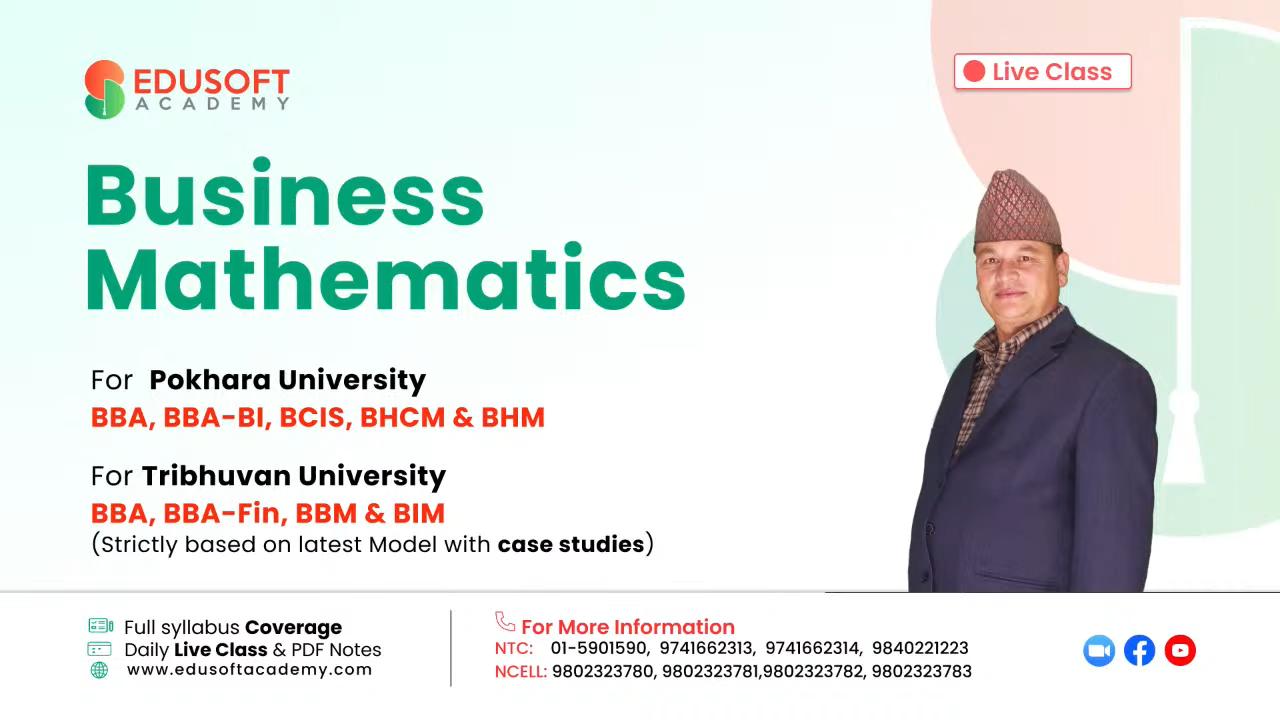 EDUSOFT
ACADEMY
Live Class
Business
Mathematics
For Pokhara University
BBA, BBA-BI, BCIS, BHCM & BHM
For Tribhuvan University
BBA, BBA-Fin, BBM & BIM
(Strictly based on latest Model with case studies)
Full syllabus Coverage
Daily Live Class & PDF Notes
www.edusoftacademy.com
For More Information
NTC: 01-5901590, 9741662313, 9741662314, 9840221223
NCELL: 9802323780, 9802323781,9802323782, 9802323783